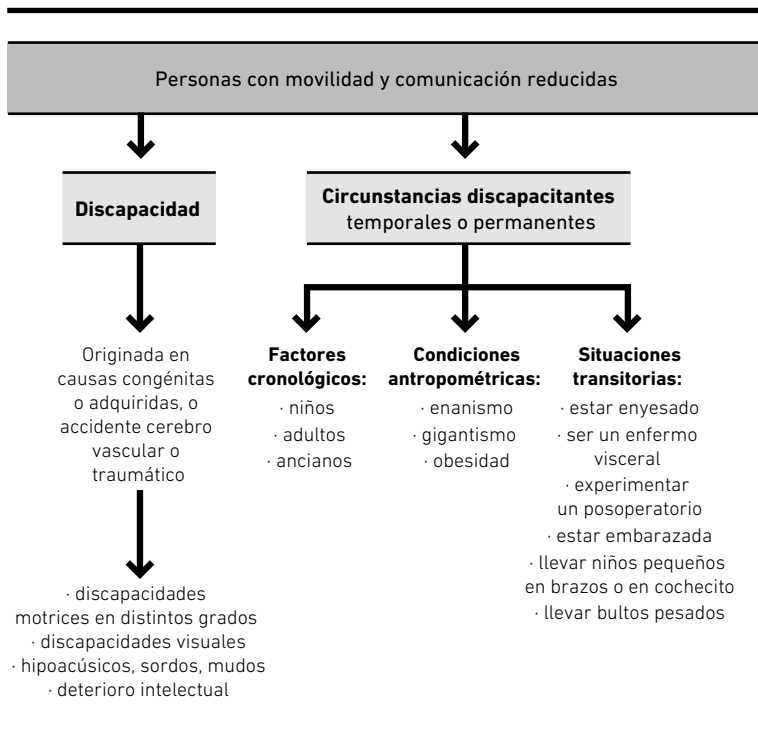 Personas con movilidad y comunicación reducidas
Discapacidad
Circunstancias discapacitantes
temporales o permanentes
Originada en
causas congénitas
o adquiridas, o
accidente cerebro
vascular o
traumático
· discapacidades
motrices en distintos grados
· discapacidades visuales
· hipoacúsicos, sordos, mudos
· deterioro intelectual
Factores
cronológicos:
· niños
· adultos
· ancianos
Condiciones
antropométricas:
· enanismo
· gigantismo
· obesidad
Situaciones
transitorias:
· estar enyesado
· ser un enfermo
visceral
· experimentar
un posoperatorio
· estar embarazada
· llevar niños pequeños
en brazos o en cochecito
· llevar bultos pesados